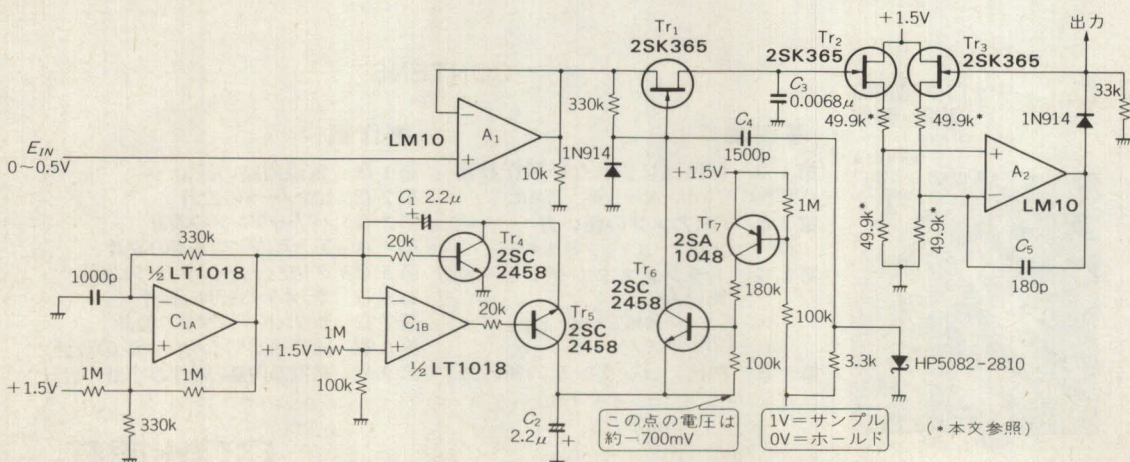 出力
+1.5V
Tr₁
2SK365
Tr₂
2SK365
Tr₃
2SK365
330k
C₃
0.0068μ
49.9k*
49.9k*
33k
1N914
−
A₁
+
LM10
E_IN
0〜0.5V
10k
1N914
C₄
1500p
+1.5V
1M
+
A₂
−
LM10
49.9k*
49.9k*
C₅
180p
C₁ 2.2μ
+
330k
20k
Tr₄
2SC
2458
Tr₇
2SA
1048
Tr₆
2SC
2458
180k
100k
1000p
½ LT1018
−
C₁A
+
−
C₁B
+
20k
Tr₅
2SC
2458
½ LT1018
1M
+1.5V
100k
100k
3.3k
HP5082-2810
+1.5V
1M
1M
330k
C₂
2.2μ
+
この点の電圧は
約−700mV
1V=サンプル
0V=ホールド
(*本文参照)